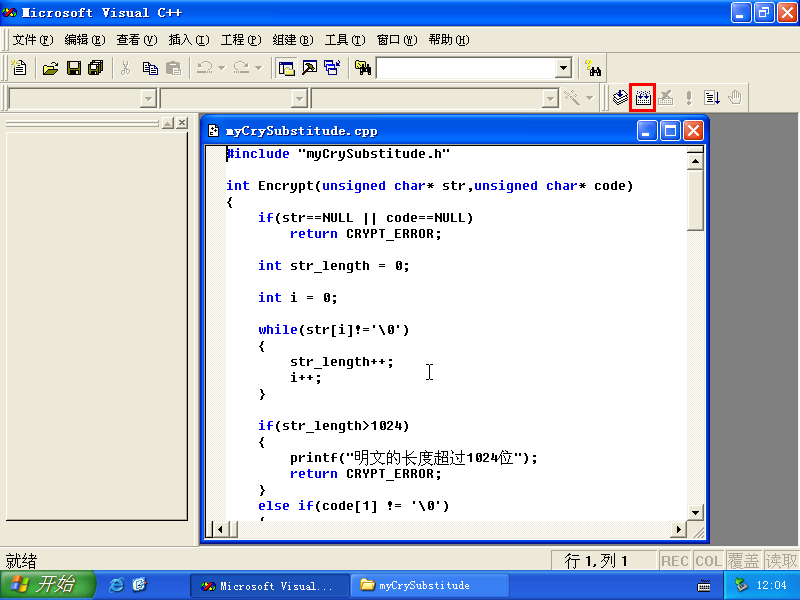 Microsoft Visual C++
文件(F) 编辑(E) 查看(V) 插入(I) 工程(P) 组建(B) 工具(T) 窗口(W) 帮助(H)
myCrySubstitude.cpp
#include "myCrySubstitude.h"
int Encrypt(unsigned char* str,unsigned char* code)
{
if(str==NULL || code==NULL)
return CRYPT_ERROR;
int str_length = 0;
int i = 0;
while(str[i]!='\0')
{
str_length++;
i++;
}
if(str_length>1024)
{
printf("明文的长度超过1024位");
return CRYPT_ERROR;
}
else if(code[1] != '\0')
就绪 行 1,列 1 REC COL 覆盖 读取
开始 Microsoft Visual... myCrySubstitude 12:04